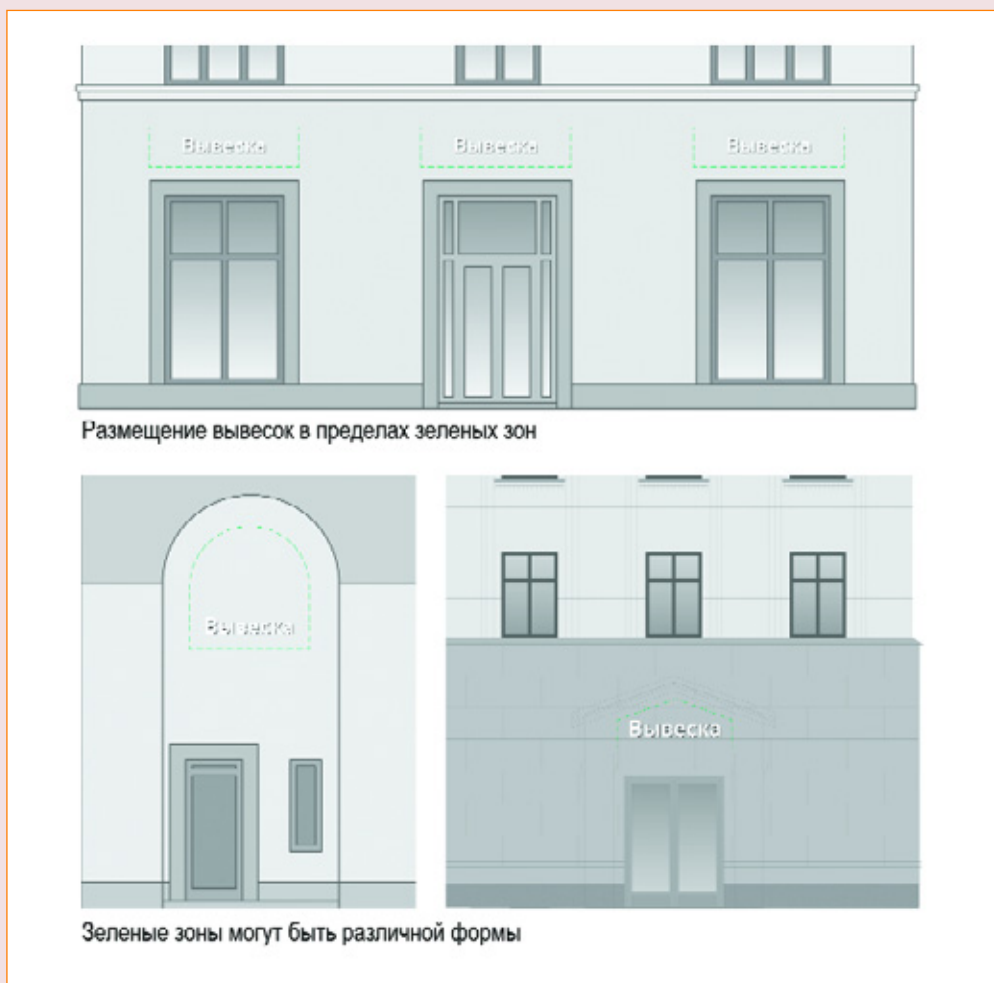 Вывеска Вывеска Вывеска
Размещение вывесок в пределах зеленых зон
Вывеска
Вывеска
Зеленые зоны могут быть различной формы